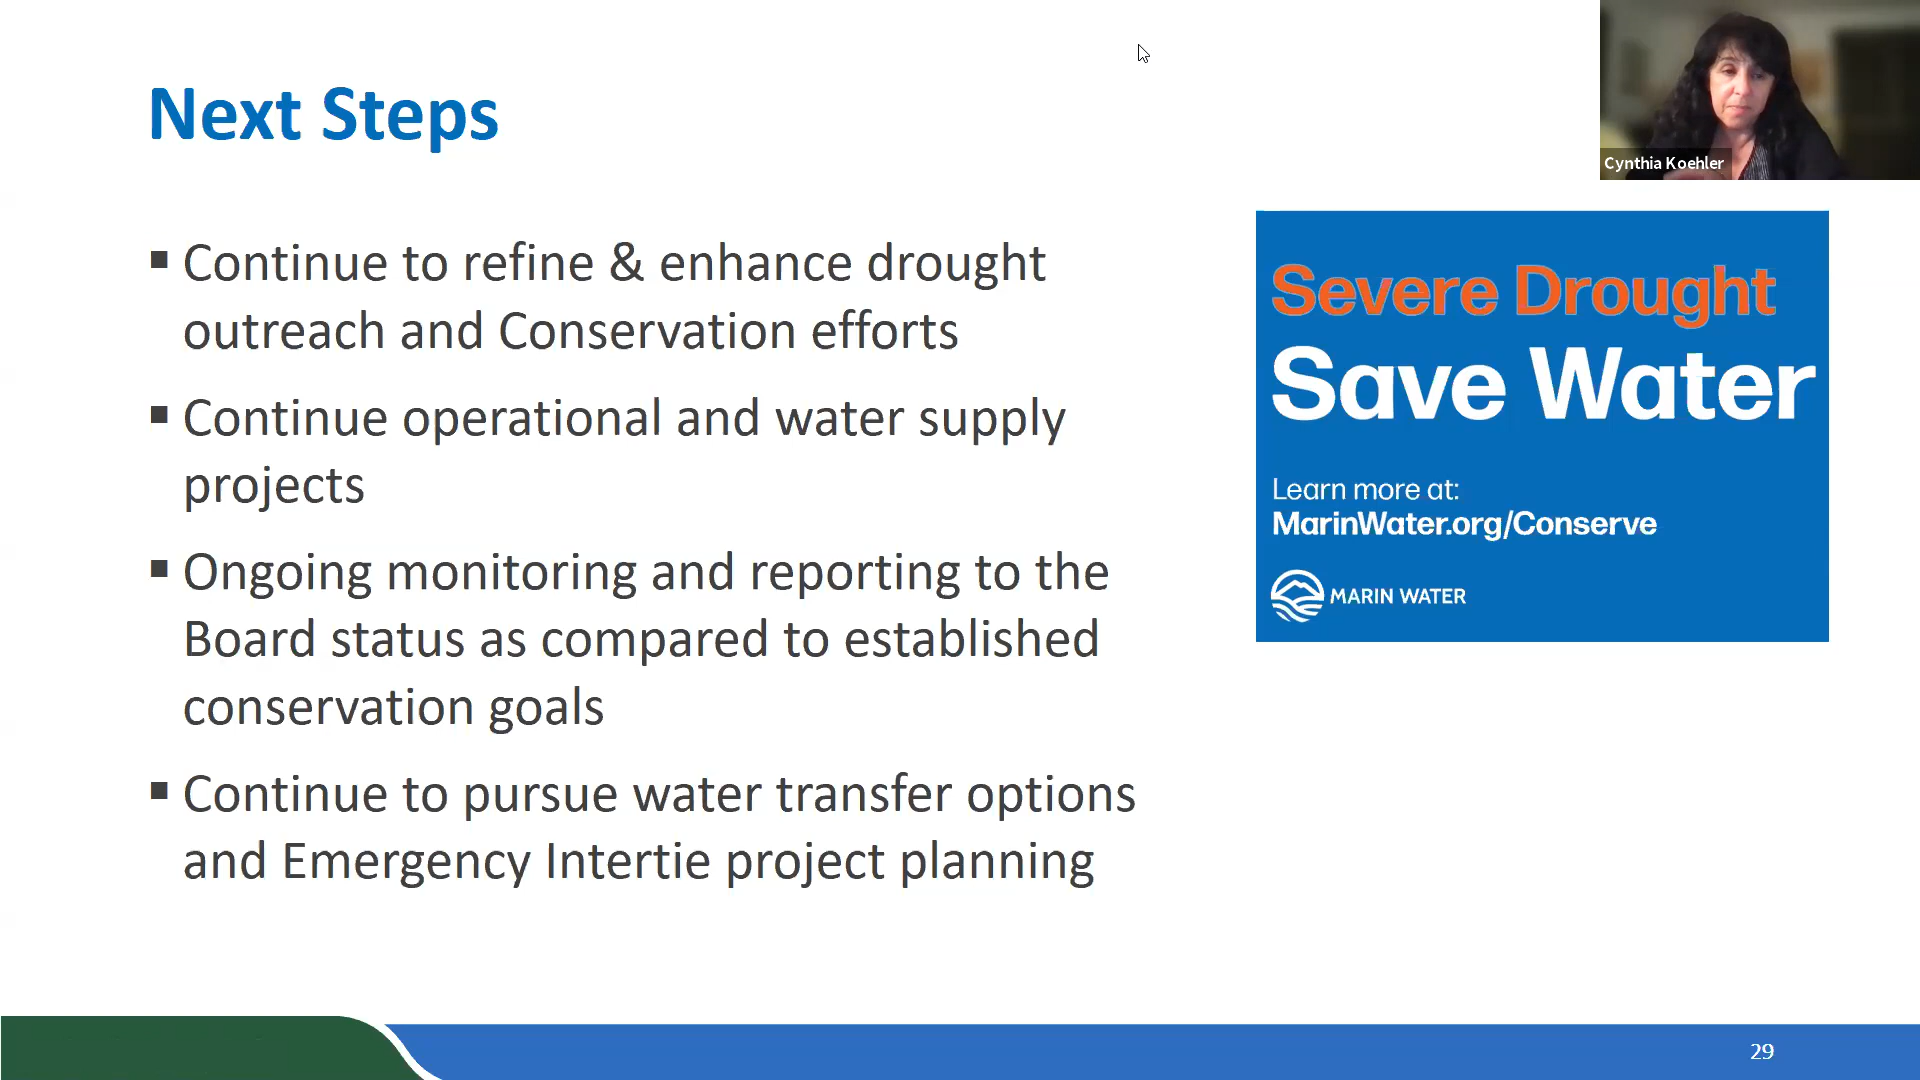 Next Steps
Cynthia Koehler
▪ Continue to refine & enhance drought
outreach and Conservation efforts
▪ Continue operational and water supply
projects
▪ Ongoing monitoring and reporting to the
Board status as compared to established
conservation goals
▪ Continue to pursue water transfer options
and Emergency Intertie project planning
Severe Drought
Save Water
Learn more at:
MarinWater.org/Conserve
MARIN WATER
29